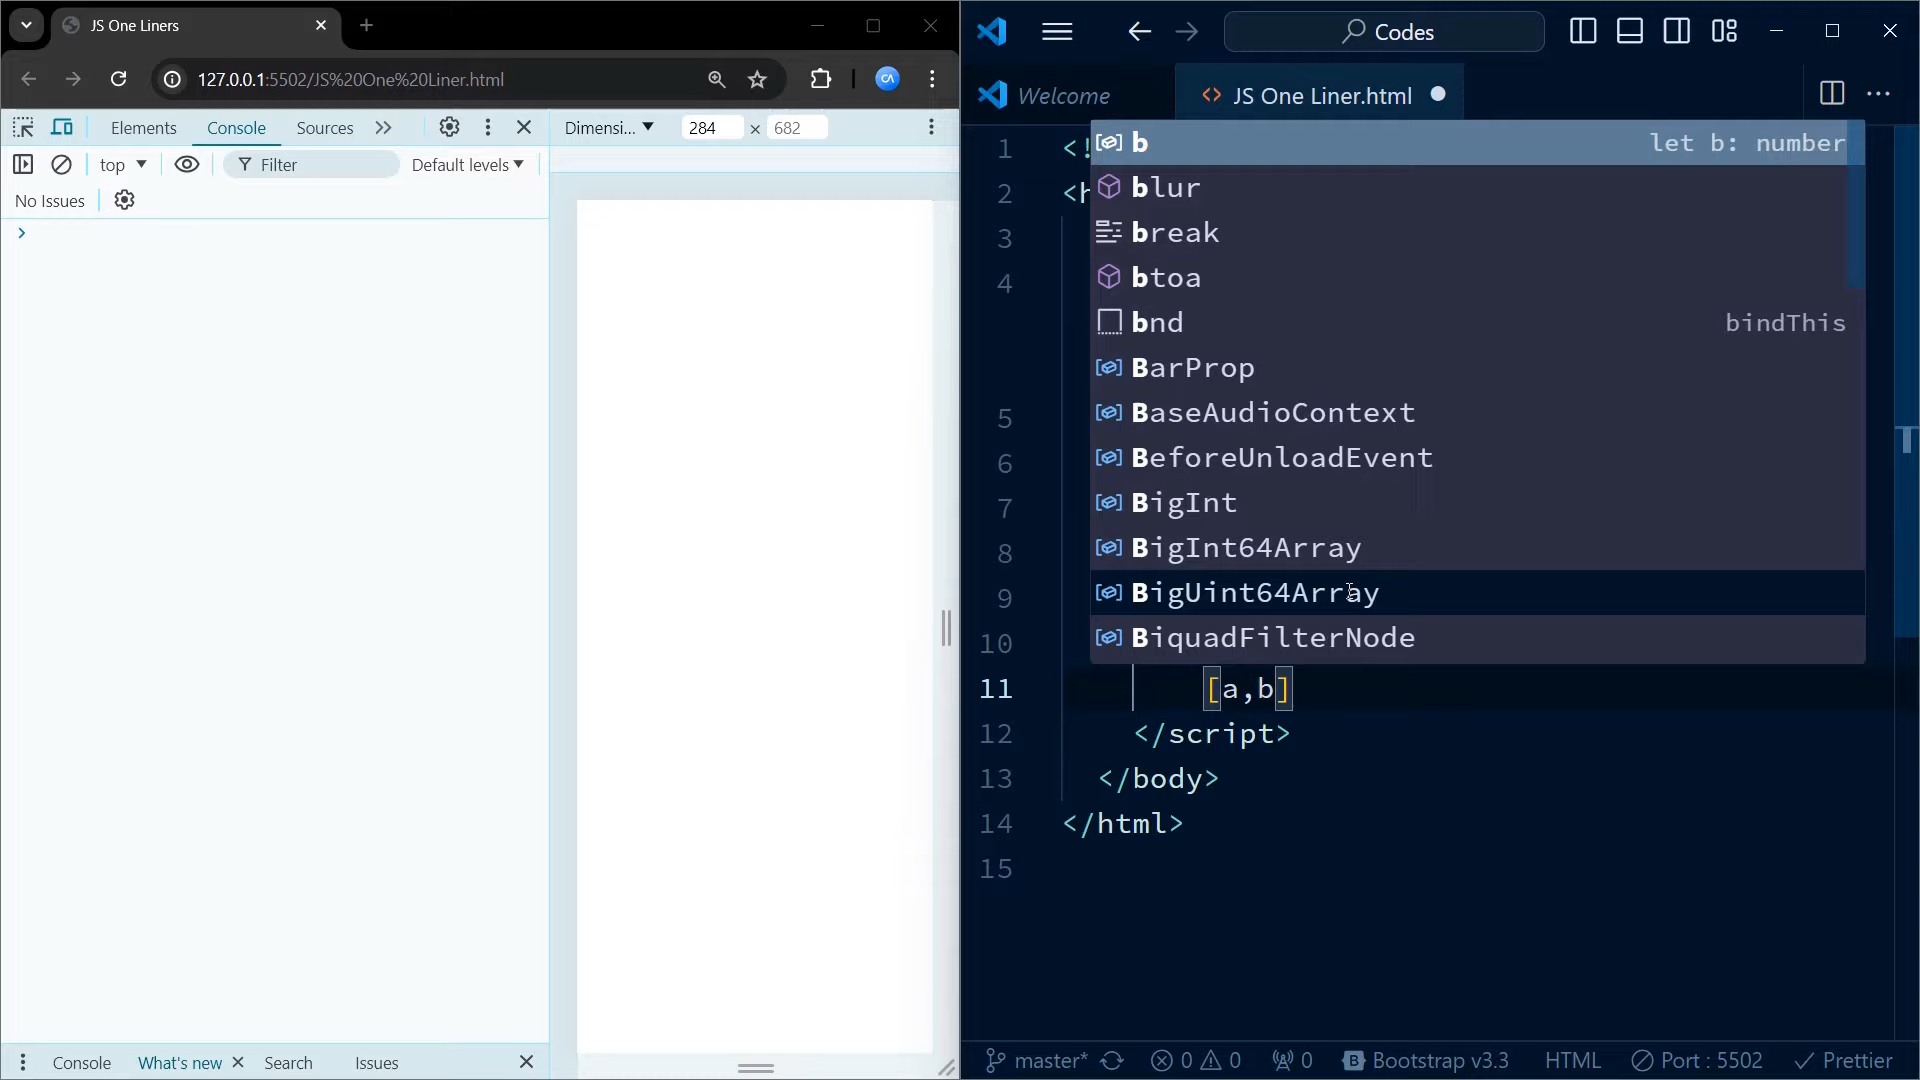 JS One Liners
127.0.0.1:5502/JS%20One%20Liner.html
Elements Console Sources
Dimensi... 284 × 682
top Filter Default levels
No Issues
Console What's new Search Issues
Codes
Welcome JS One Liner.html
1 <!
2 <h
3
4
5
6
7
8
9
10
b let b: number
blur
break
btoa
bnd bindThis
BarProp
BaseAudioContext
BeforeUnloadEvent
BigInt
BigInt64Array
BigUint64Array
BiquadFilterNode
11 [a,b]
12 </script>
13 </body>
14 </html>
15
master* 0 0 0 Bootstrap v3.3 HTML Port : 5502 Prettier